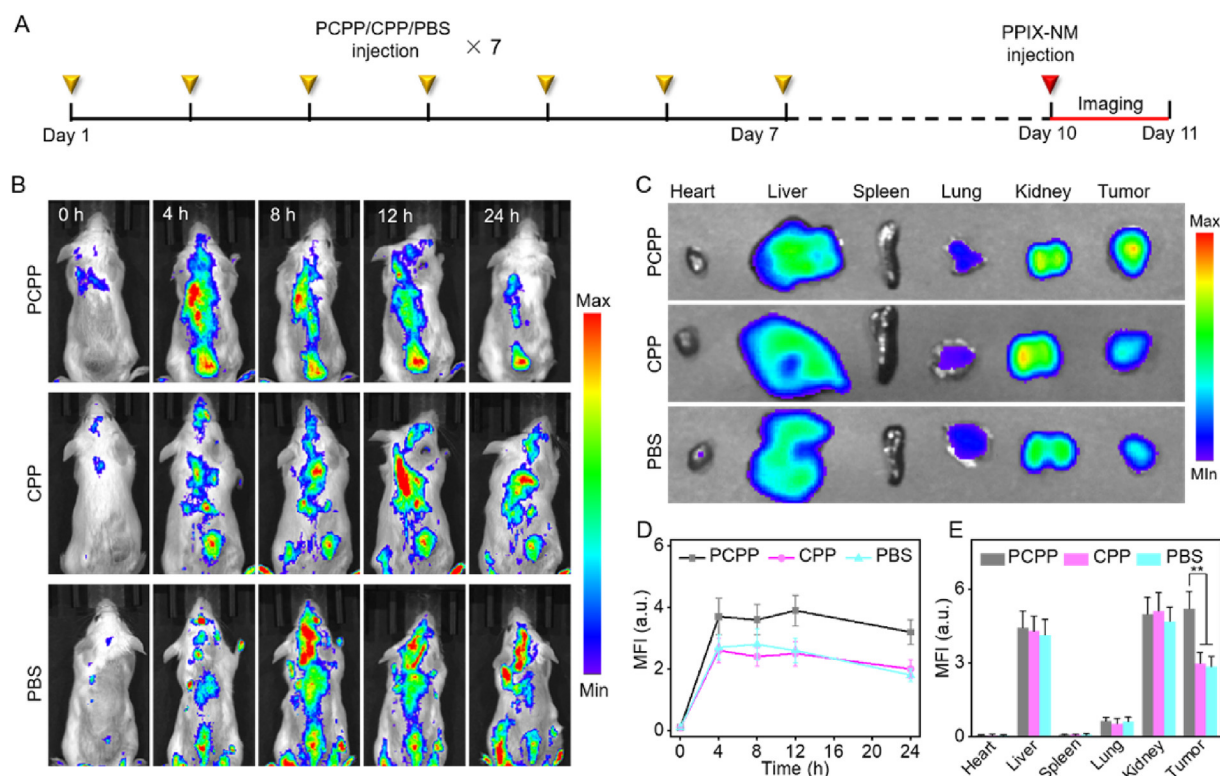 A
PCPP/CPP/PBS
injection × 7
PPIX-NM
injection
Imaging
Day 1
Day 7
Day 10
Day 11
B
0 h 4 h 8 h 12 h 24 h
PCPP
CPP
PBS
Max
Min
C
Heart Liver Spleen Lung Kidney Tumor
PCPP
CPP
PBS
Max
MIn
D
6
4
2
0
MFI (a.u.)
PCPP CPP PBS
0 4 8 12 16 20 24
Time (h)
E
6
3
0
MFI (a.u.)
PCPP CPP PBS
**
Heart Liver Spleen Lung Kidney Tumor